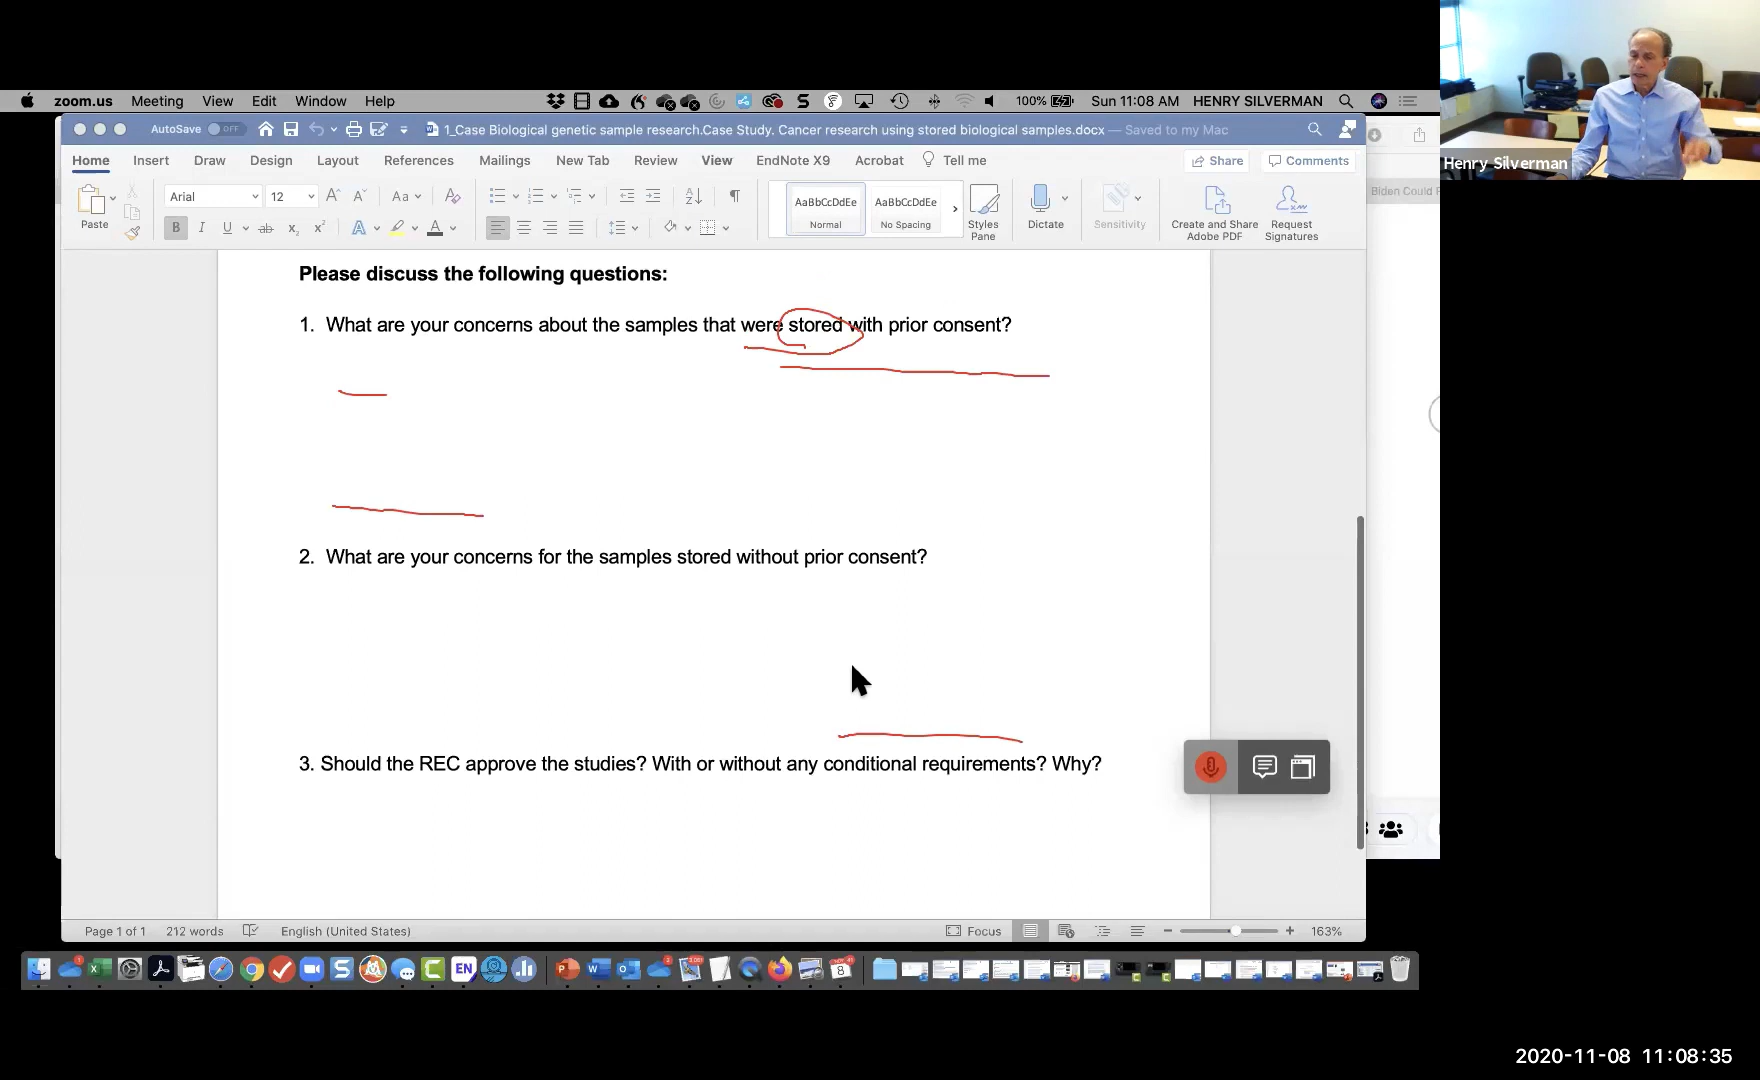 zoom.us Meeting View Edit Window Help 100% Sun 11:08 AM HENRY SILVERMAN
AutoSave OFF 1_Case Biological genetic sample research.Case Study. Cancer research using stored biological samples.docx — Saved to my Mac
Home Insert Draw Design Layout References Mailings New Tab Review View EndNote X9 Acrobat Tell me Share Comments
Henry Silverman
Biden Could
Paste Arial 12 Aa
AaBbCcDdEe AaBbCcDdEe
Normal No Spacing Styles Pane Dictate Sensitivity Create and Share Adobe PDF Request Signatures
Please discuss the following questions:
1. What are your concerns about the samples that were stored with prior consent?
2. What are your concerns for the samples stored without prior consent?
3. Should the REC approve the studies? With or without any conditional requirements? Why?
Page 1 of 1 212 words English (United States) Focus 163%
EN 8
2020-11-08 11:08:35